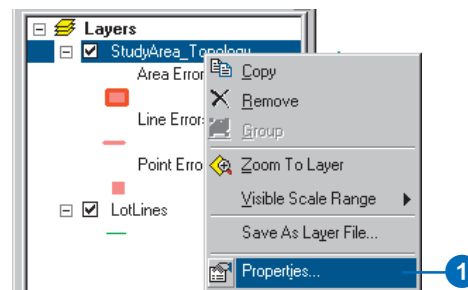 Layers
StudyArea_Topology
Area Error
Copy
Remove
Line Errors
Group
Point Erro
Zoom To Layer
Visible Scale Range
LotLines
Save As Layer File...
Properties...
1